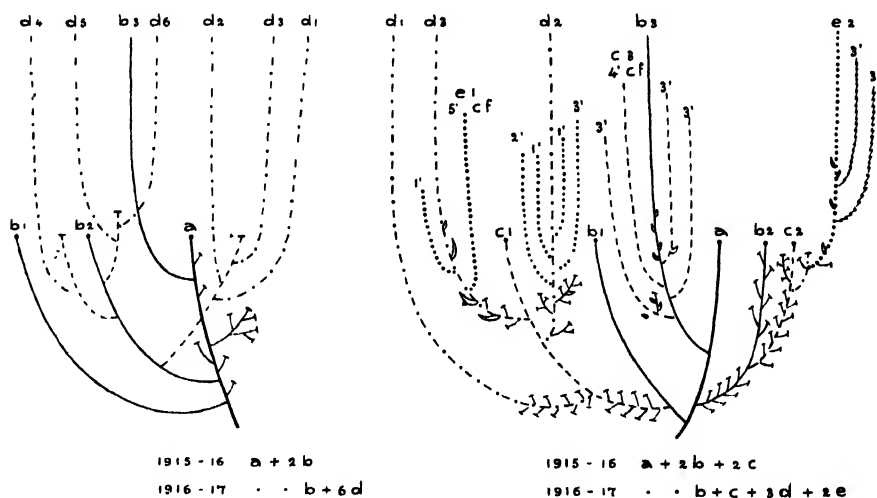 d4 d5 b3 d6 d2 d3 d1
b1 b2 a
T T T
1915-16 a + 2b
1916-17 . . b + 6d
d1 d3 d2 b3 e2
c3
4' cf
3' 3'
e1
5' cf
3' 3'
2' 1' 1' 3' 3'
1'
c1 b1 a b2 c2
1915-16 a + 2b + 2c
1916-17 . . b + c + 3d + 2e